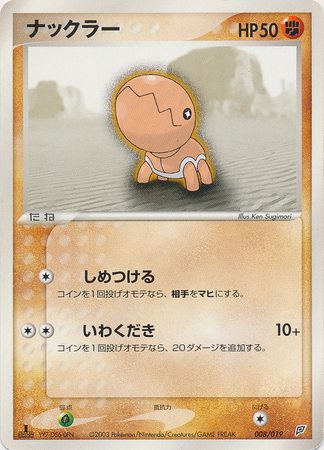 ナックラー HP50
Illus.Ken Sugimori
たね
しめつける
コインを1回投げオモテなら、相手をマヒにする。
いわくだき 10+
コインを1回投げオモテなら、20ダメージを追加する。
弱点 抵抗力 にげる
©2003 Pokémon/Nintendo/Creatures/GAME FREAK 008/019